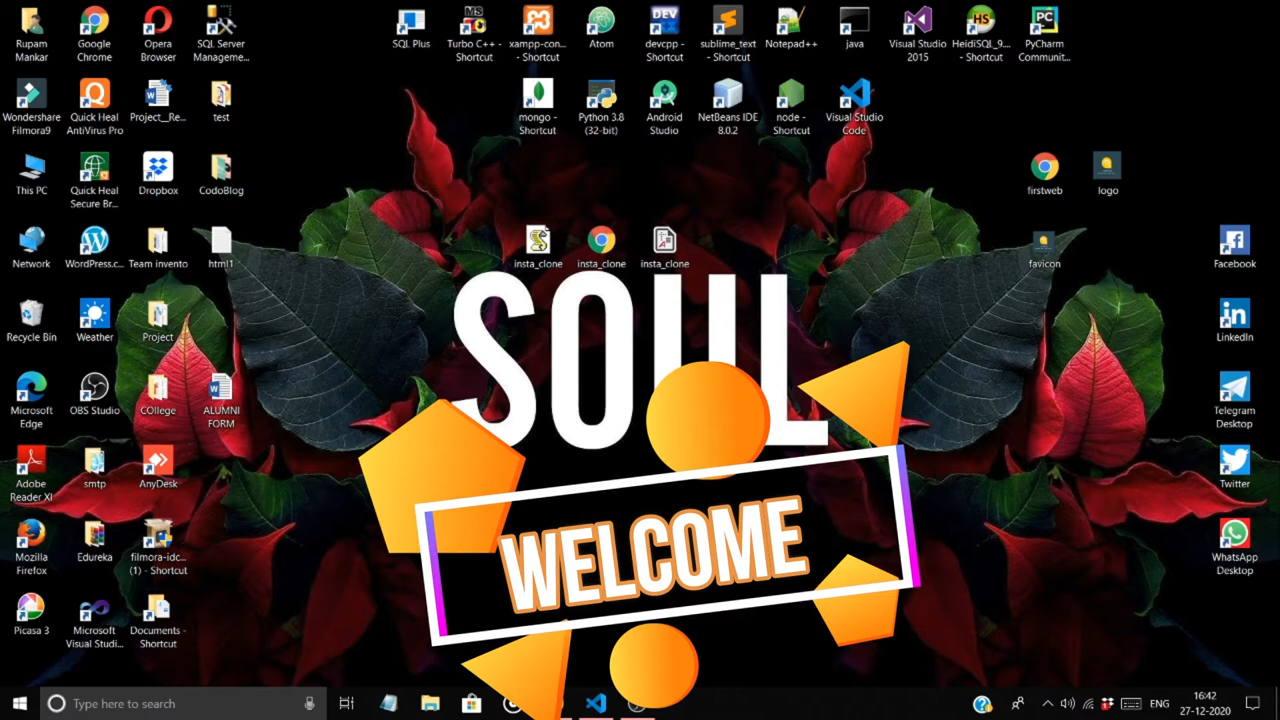 Rupam
Mankar
Google
Chrome
Opera
Browser
SQL Server
Manageme...
SQL Plus
MS
Turbo C++ -
Shortcut
xampp-con...
- Shortcut
Atom
DEV
devcpp -
Shortcut
sublime_text
- Shortcut
Notepad++
java
Visual Studio
2015
HS
HeidiSQL_9....
- Shortcut
PC
PyCharm
Communit...
Wondershare
Filmora9
Quick Heal
AntiVirus Pro
Project__Re...
test
mongo -
Shortcut
Python 3.8
(32-bit)
Android
Studio
NetBeans IDE
8.0.2
node -
Shortcut
Visual Studio
Code
This PC
Quick Heal
Secure Br...
Dropbox
CodoBlog
firstweb
logo
Network
WordPress.c...
Team invento
html1
insta_clone
insta_clone
insta_clone
favicon
Facebook
SOUL
Recycle Bin
Weather
Project
LinkedIn
Microsoft
Edge
OBS Studio
COllege
ALUMNI
FORM
Telegram
Desktop
Adobe
Reader XI
smtp
AnyDesk
Twitter
WELCOME
Mozilla
Firefox
Edureka
filmora-idc...
(1) - Shortcut
WhatsApp
Desktop
Picasa 3
Microsoft
Visual Studi...
Documents -
Shortcut
Type here to search
ENG
16:42
27-12-2020